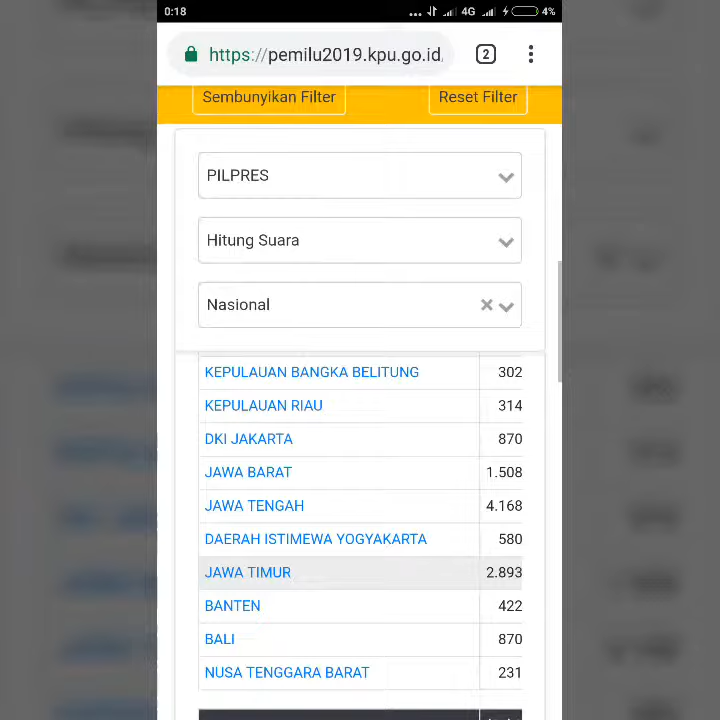 0:18 ... 4G 4%
https://pemilu2019.kpu.go.id, 2
Sembunyikan Filter Reset Filter
PILPRES
Hitung Suara
Nasional
KEPULAUAN BANGKA BELITUNG 302
KEPULAUAN RIAU 314
DKI JAKARTA 870
JAWA BARAT 1.508
JAWA TENGAH 4.168
DAERAH ISTIMEWA YOGYAKARTA 580
JAWA TIMUR 2.893
BANTEN 422
BALI 870
NUSA TENGGARA BARAT 231